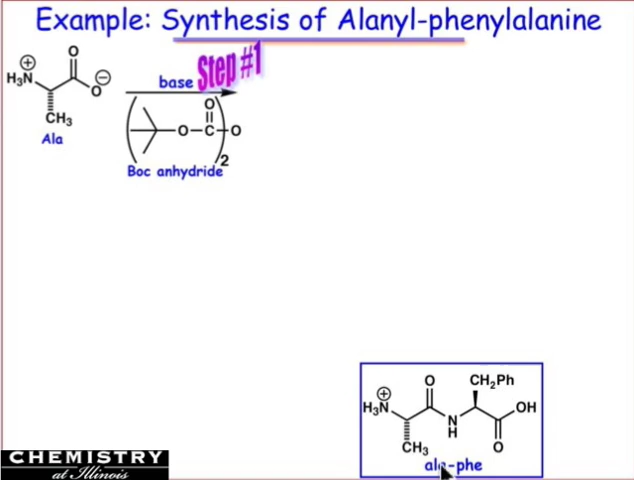 Example: Synthesis of Alanyl-phenylalanine
Step #1
base
H₃N ⊕ O O ⊖
CH₃
Ala
O
O C O
2
Boc anhydride
O CH₂Ph
H₃N ⊕ N H OH
CH₃ O
ala-phe
CHEMISTRY
at Illinois